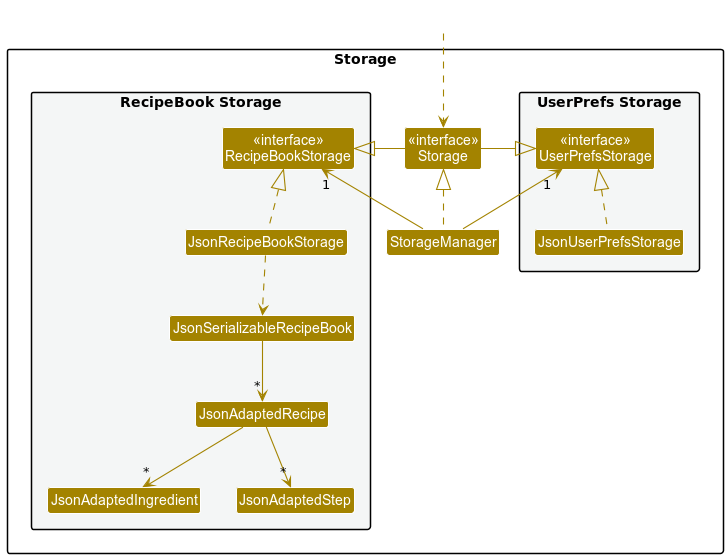 Storage
RecipeBook Storage
UserPrefs Storage
«interface»
RecipeBookStorage
«interface»
Storage
«interface»
UserPrefsStorage
1
1
JsonRecipeBookStorage
StorageManager
JsonUserPrefsStorage
JsonSerializableRecipeBook
*
JsonAdaptedRecipe
*
*
JsonAdaptedIngredient
JsonAdaptedStep